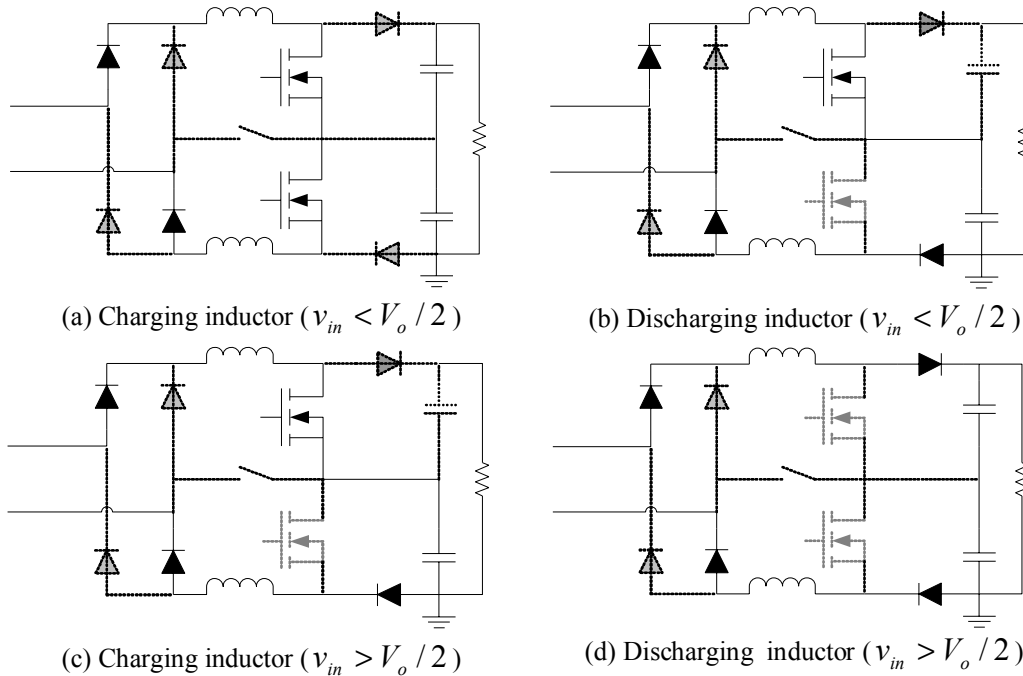 (a) Charging inductor ( v_in < V_o / 2 )
(b) Discharging inductor ( v_in < V_o / 2 )
(c) Charging inductor ( v_in > V_o / 2 )
(d) Discharging inductor ( v_in > V_o / 2 )